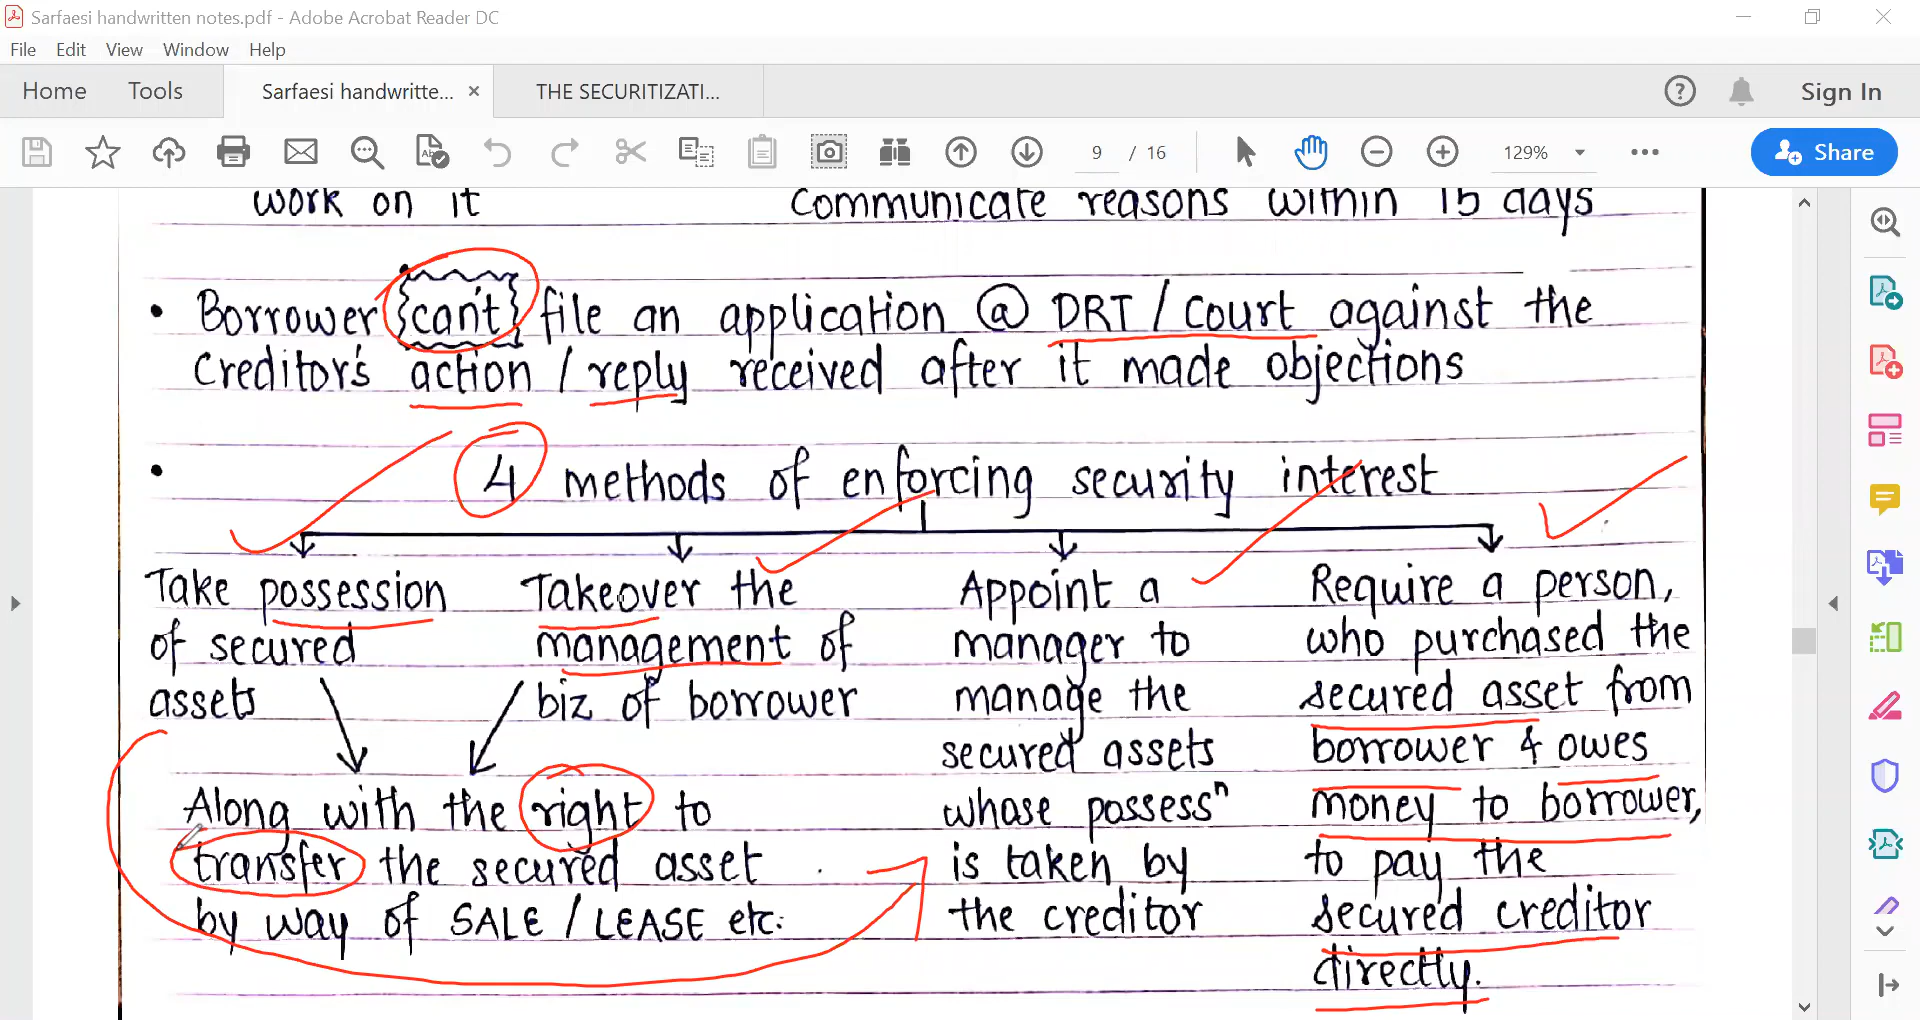 Sarfaesi handwritten notes.pdf - Adobe Acrobat Reader DC
File Edit View Window Help
Home Tools Sarfaesi handwritte... × THE SECURITIZATI... Sign In
9 / 16 129% Share
work on it
Communicate reasons within 15 days
• Borrower {can't} file an application @ DRT / Court against the
Creditor's action / reply received after it made objections
• 4 methods of enforcing security interest
Take possession
of secured
assets
Takeover the
management of
biz of borrower
Along with the right to
transfer the secured asset
by way of SALE / LEASE etc.
Appoint a
manager to
manage the
secured assets
whose possessⁿ
is taken by
the creditor
Require a person,
who purchased the
secured asset from
borrower & owes
money to borrower,
to pay the
secured creditor
directly.